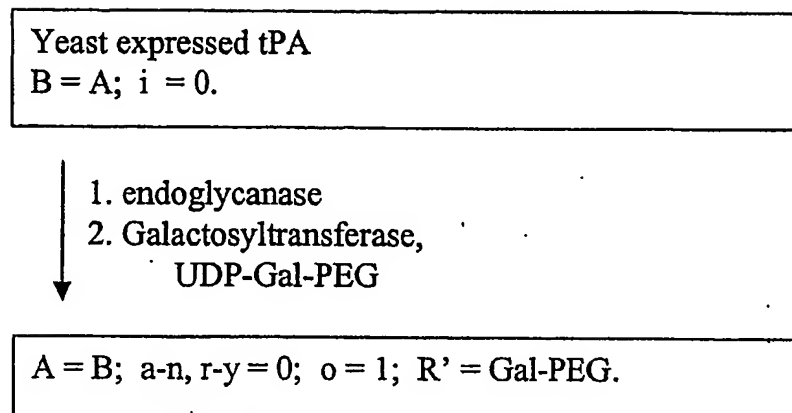 Yeast expressed tPA
B = A; i = 0.
1. endoglycanase
2. Galactosyltransferase,
UDP-Gal-PEG
A = B; a-n, r-y = 0; o = 1; R’ = Gal-PEG.